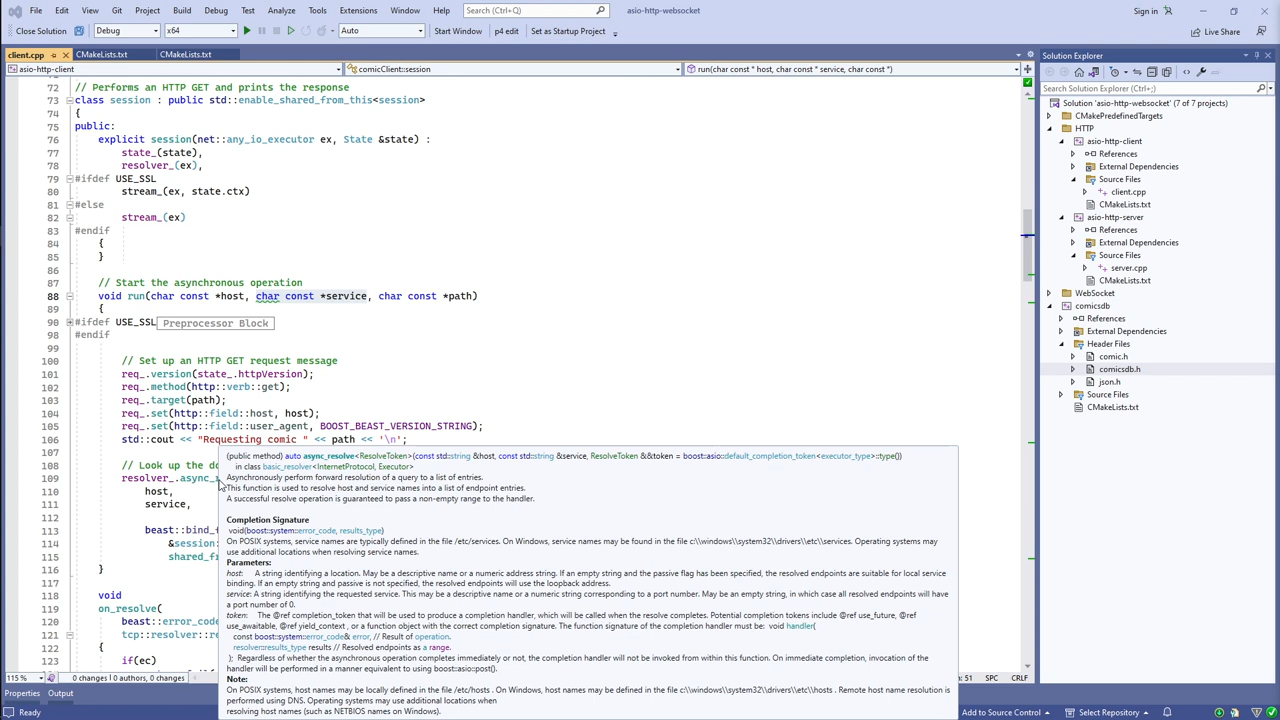 File Edit View Git Project Build Debug Test Analyze Tools Extensions Window Help Search (Ctrl+;) asio-http-websocket Sign in
Close Solution Debug x64 Auto Start Window p4 edit Set as Startup Project Live Share
client.cpp CMakeLists.txt CMakeLists.txt
asio-http-client comicClient::session run(char const * host, char const * service, char const *)
72 // Performs an HTTP GET and prints the response
73 class session : public std::enable_shared_from_this<session>
74 {
75 public:
76 explicit session(net::any_io_executor ex, State &state) :
77 state_(state),
78 resolver_(ex),
79 #ifdef USE_SSL
80 stream_(ex, state.ctx)
81 #else
82 stream_(ex)
83 #endif
84 {
85 }
86
87 // Start the asynchronous operation
88 void run(char const *host, char const *service, char const *path)
89 {
90 #ifdef USE_SSL Preprocessor Block
98 #endif
99
100 // Set up an HTTP GET request message
101 req_.version(state_.httpVersion);
102 req_.method(http::verb::get);
103 req_.target(path);
104 req_.set(http::field::host, host);
105 req_.set(http::field::user_agent, BOOST_BEAST_VERSION_STRING);
106 std::cout << "Requesting comic " << path << '\n';
107
108 // Look up the do
109 resolver_.async_r
110 host,
111 service,
112
113 beast::bind_f
114 &session:
115 shared_fr
116 }
117
118 void
119 on_resolve(
120 beast::error_code
121 tcp::resolver::re
122 {
123 if(ec)
(public method) auto async_resolve<ResolveToken>(const std::string &host, const std::string &service, ResolveToken &&token = boost::asio::default_completion_token<executor_type>::type())
in class basic_resolver<InternetProtocol, Executor>
Asynchronously perform forward resolution of a query to a list of entries.
This function is used to resolve host and service names into a list of endpoint entries.
A successful resolve operation is guaranteed to pass a non-empty range to the handler.
Completion Signature
void(boost::system::error_code, results_type)
On POSIX systems, service names are typically defined in the file /etc/services. On Windows, service names may be found in the file c:\\windows\\system32\\drivers\\etc\\services. Operating systems may
use additional locations when resolving service names.
Parameters:
host: A string identifying a location. May be a descriptive name or a numeric address string. If an empty string and the passive flag has been specified, the resolved endpoints are suitable for local service
binding. If an empty string and passive is not specified, the resolved endpoints will use the loopback address.
service: A string identifying the requested service. This may be a descriptive name or a numeric string corresponding to a port number. May be an empty string, in which case all resolved endpoints will have
a port number of 0.
token: The @ref completion_token that will be used to produce a completion handler, which will be called when the resolve completes. Potential completion tokens include @ref use_future, @ref
use_awaitable, @ref yield_context , or a function object with the correct completion signature. The function signature of the completion handler must be: void handler(
const boost::system::error_code& error, // Result of operation.
resolver::results_type results // Resolved endpoints as a range.
); Regardless of whether the asynchronous operation completes immediately or not, the completion handler will not be invoked from within this function. On immediate completion, invocation of the
handler will be performed in a manner equivalent to using boost::asio::post().
Note:
On POSIX systems, host names may be locally defined in the file /etc/hosts . On Windows, host names may be defined in the file c:\\windows\\system32\\drivers\\etc\\hosts . Remote host name resolution is
performed using DNS. Operating systems may use additional locations when
resolving host names (such as NETBIOS names on Windows).
Solution Explorer
Search Solution Explorer (Ctrl+;)
Solution 'asio-http-websocket' (7 of 7 projects)
CMakePredefinedTargets
HTTP
asio-http-client
References
External Dependencies
Source Files
client.cpp
CMakeLists.txt
asio-http-server
References
External Dependencies
Source Files
server.cpp
CMakeLists.txt
WebSocket
comicsdb
References
External Dependencies
Header Files
comic.h
comicsdb.h
json.h
Source Files
CMakeLists.txt
115 % 0 changes | 0 authors, 0 changes SPC CRLF
Properties Output
Ready Add to Source Control Select Repository